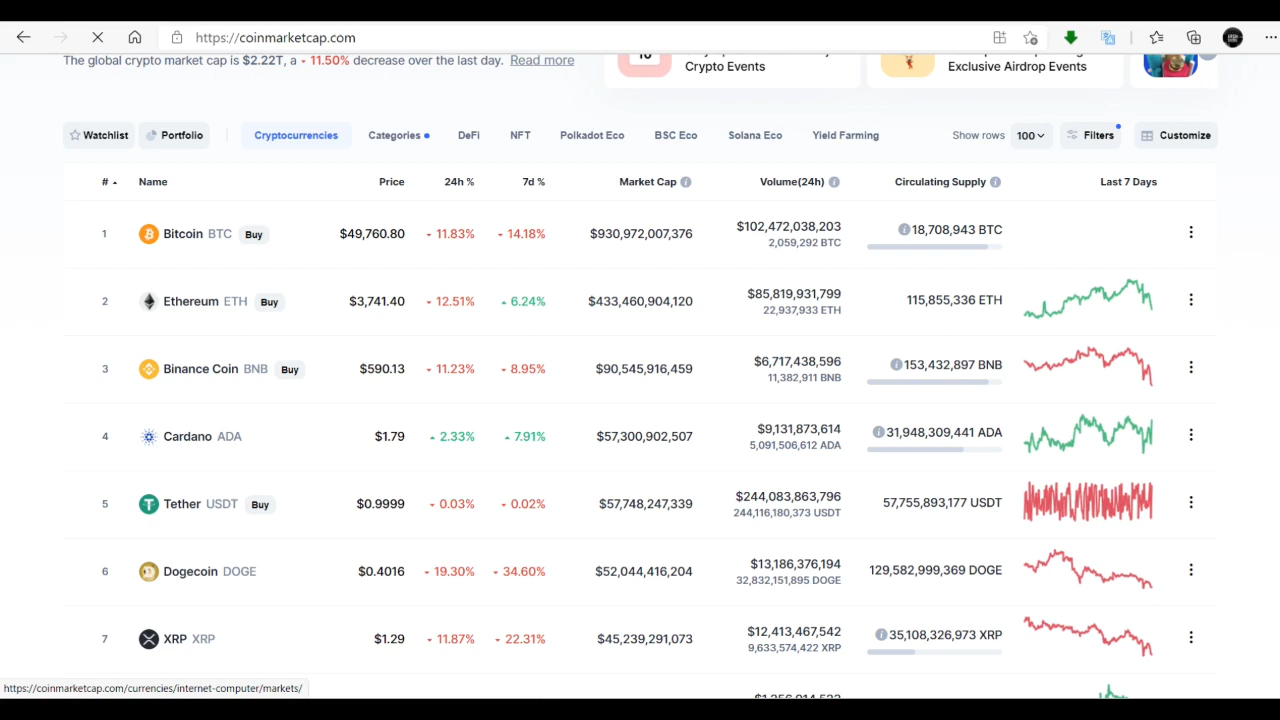 https://coinmarketcap.com
The global crypto market cap is $2.22T, a 11.50% decrease over the last day. Read more
Crypto Events
Exclusive Airdrop Events
Watchlist Portfolio Cryptocurrencies Categories DeFi NFT Polkadot Eco BSC Eco Solana Eco Yield Farming Show rows 100 Filters Customize
# Name Price 24h % 7d % Market Cap Volume(24h) Circulating Supply Last 7 Days
1 Bitcoin BTC Buy $49,760.80 11.83% 14.18% $930,972,007,376 $102,472,038,203 18,708,943 BTC
2,059,292 BTC
2 Ethereum ETH Buy $3,741.40 12.51% 6.24% $433,460,904,120 $85,819,931,799 115,855,336 ETH
22,937,933 ETH
3 Binance Coin BNB Buy $590.13 11.23% 8.95% $90,545,916,459 $6,717,438,596 153,432,897 BNB
11,382,911 BNB
4 Cardano ADA $1.79 2.33% 7.91% $57,300,902,507 $9,131,873,614 31,948,309,441 ADA
5,091,506,612 ADA
5 Tether USDT Buy $0.9999 0.03% 0.02% $57,748,247,339 $244,083,863,796 57,755,893,177 USDT
244,116,180,373 USDT
6 Dogecoin DOGE $0.4016 19.30% 34.60% $52,044,416,204 $13,186,376,194 129,582,999,369 DOGE
32,832,151,895 DOGE
7 XRP XRP $1.29 11.87% 22.31% $45,239,291,073 $12,413,467,542 35,108,326,973 XRP
9,633,574,422 XRP
https://coinmarketcap.com/currencies/internet-computer/markets/